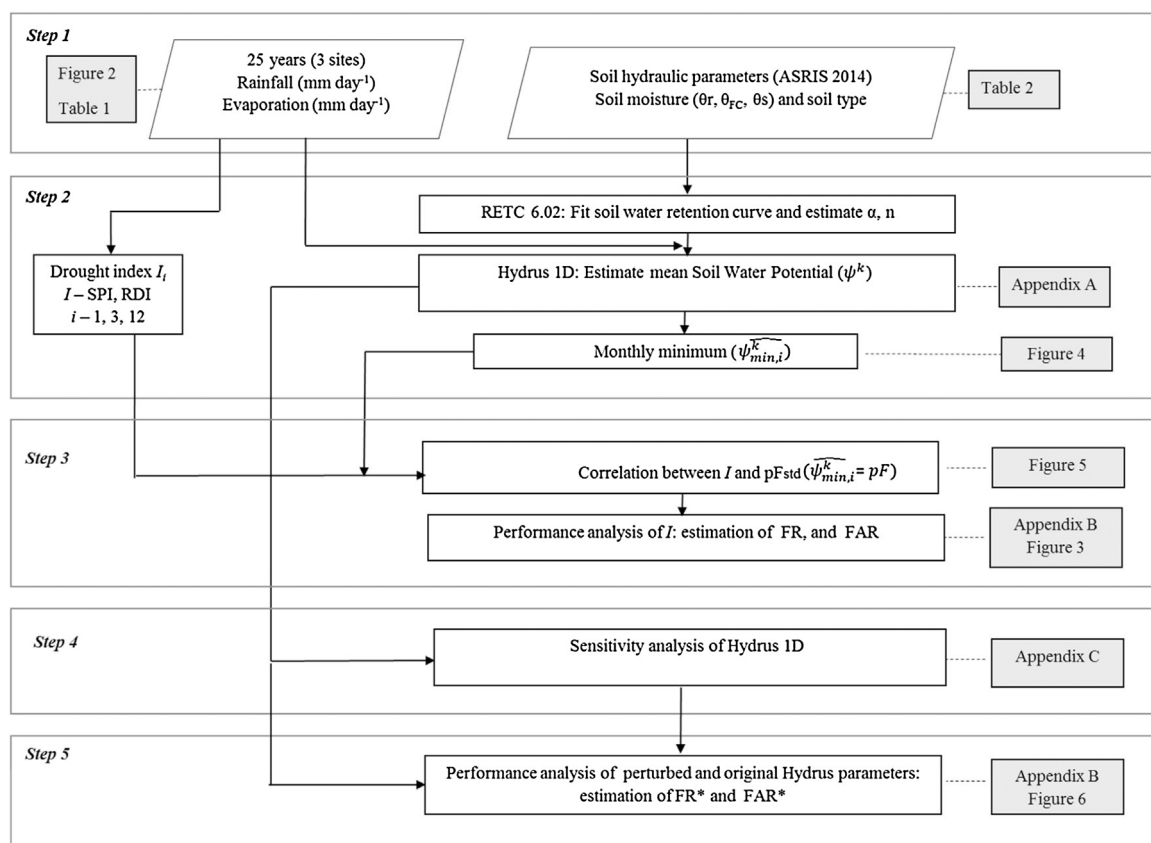 Step 1
Figure 2
Table 1
25 years (3 sites)
Rainfall (mm day⁻¹)
Evaporation (mm day⁻¹)
Soil hydraulic parameters (ASRIS 2014)
Soil moisture (θr, θFC, θs) and soil type
Table 2
Step 2
RETC 6.02: Fit soil water retention curve and estimate α, n
Drought index Iᵢ
I – SPI, RDI
i – 1, 3, 12
Hydrus 1D: Estimate mean Soil Water Potential (ψᵏ)
Appendix A
Monthly minimum (ψ̂ᵏmin,i)
Figure 4
Step 3
Correlation between I and pFstd (ψ̂ᵏmin,i = pF)
Figure 5
Performance analysis of I: estimation of FR, and FAR
Appendix B
Figure 3
Step 4
Sensitivity analysis of Hydrus 1D
Appendix C
Step 5
Performance analysis of perturbed and original Hydrus parameters:
estimation of FR* and FAR*
Appendix B
Figure 6